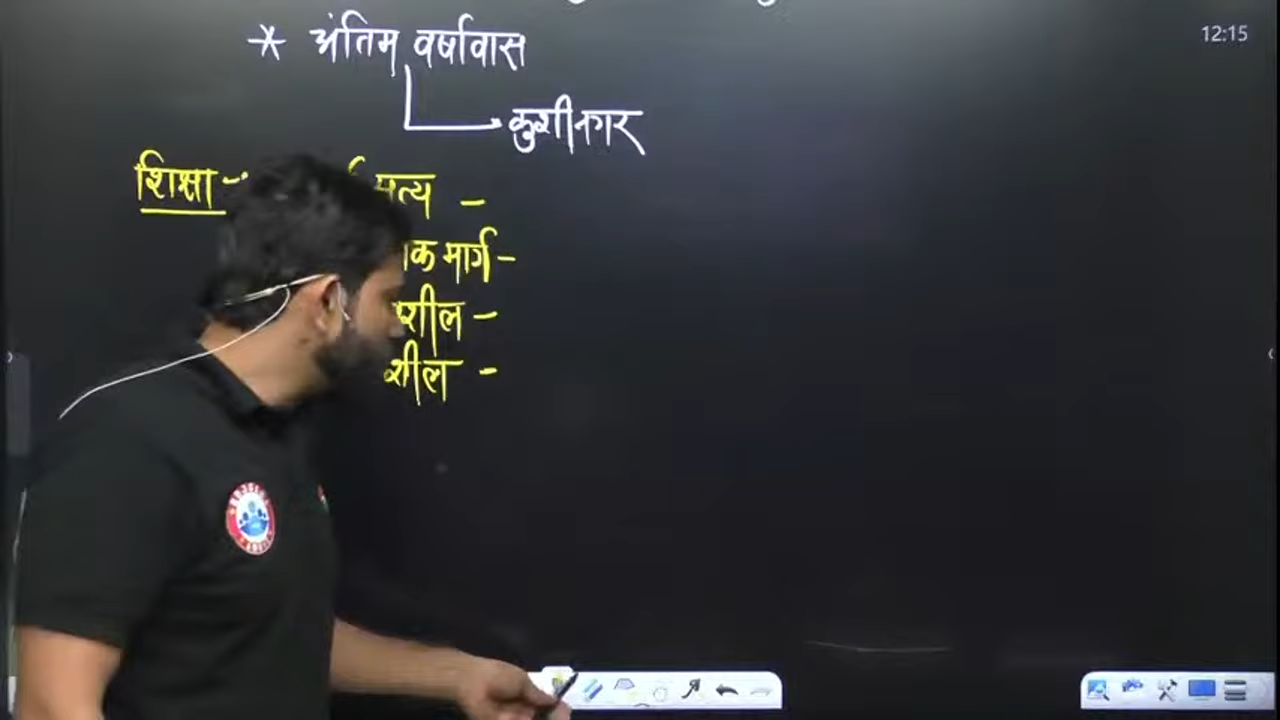 12:15
* अंतिम वर्षावास
कुशीनगर
शिक्षा - सत्य -
क मार्ग -
शील -
शील -